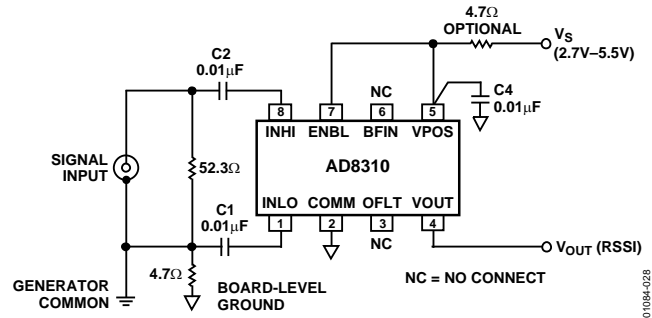 4.7Ω
OPTIONAL
VS
(2.7V–5.5V)
C2
0.01μF
NC
C4
0.01μF
8
7
6
5
INHI
ENBL
BFIN
VPOS
SIGNAL
INPUT
52.3Ω
AD8310
C1
0.01μF
INLO
COMM
OFLT
VOUT
1
2
3
4
NC
VOUT (RSSI)
4.7Ω
GENERATOR
COMMON
BOARD-LEVEL
GROUND
NC = NO CONNECT
01084-028